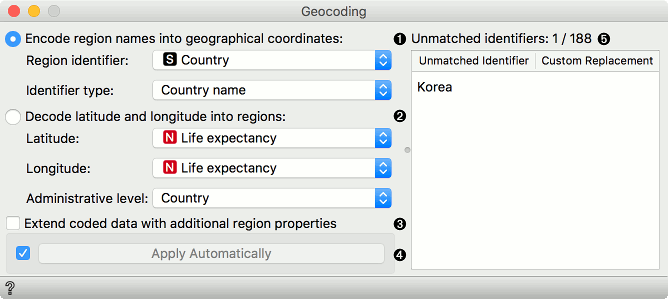 Geocoding
Encode region names into geographical coordinates: ❶
Region identifier: S Country
Identifier type: Country name
Decode latitude and longitude into regions: ❷
Latitude: N Life expectancy
Longitude: N Life expectancy
Administrative level: Country
Extend coded data with additional region properties ❸
Apply Automatically ❹
Unmatched identifiers: 1 / 188 ❺
Unmatched Identifier Custom Replacement
Korea
?